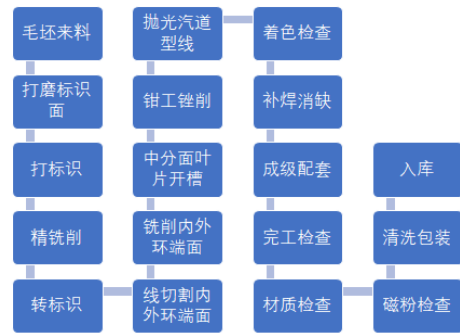 毛坯来料
打磨标识
面
打标识
精铣削
转标识
线切割内
外环端面
铣削内外
环端面
中分面叶
片开槽
钳工锉削
抛光汽道
型线
着色检查
补焊消缺
成级配套
完工检查
材质检查
磁粉检查
清洗包装
入库